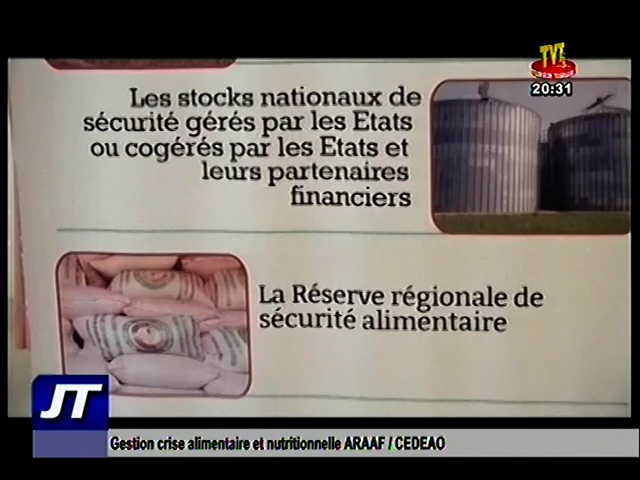 TVT
20:31
Les stocks nationaux de
sécurité gérés par les Etats
ou cogérés par les Etats et
leurs partenaires
financiers
La Réserve régionale de
sécurité alimentaire
JT
Gestion crise alimentaire et nutritionnelle ARAAF / CEDEAO